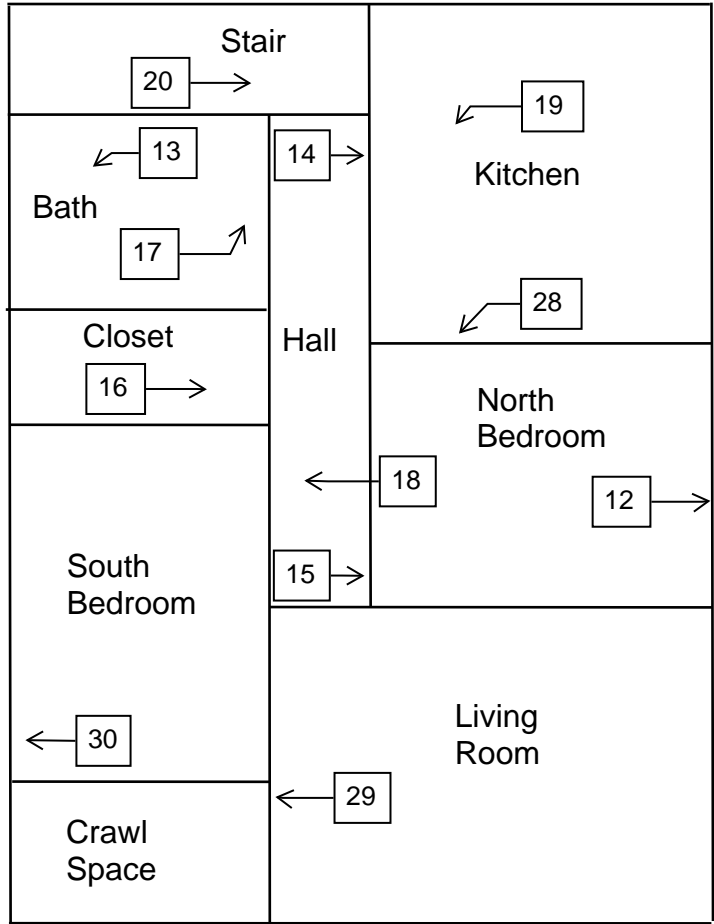 Stair
20
19
13
14
Kitchen
Bath
17
28
Closet
Hall
16
North
Bedroom
18
12
South
Bedroom
15
Living
Room
30
29
Crawl
Space